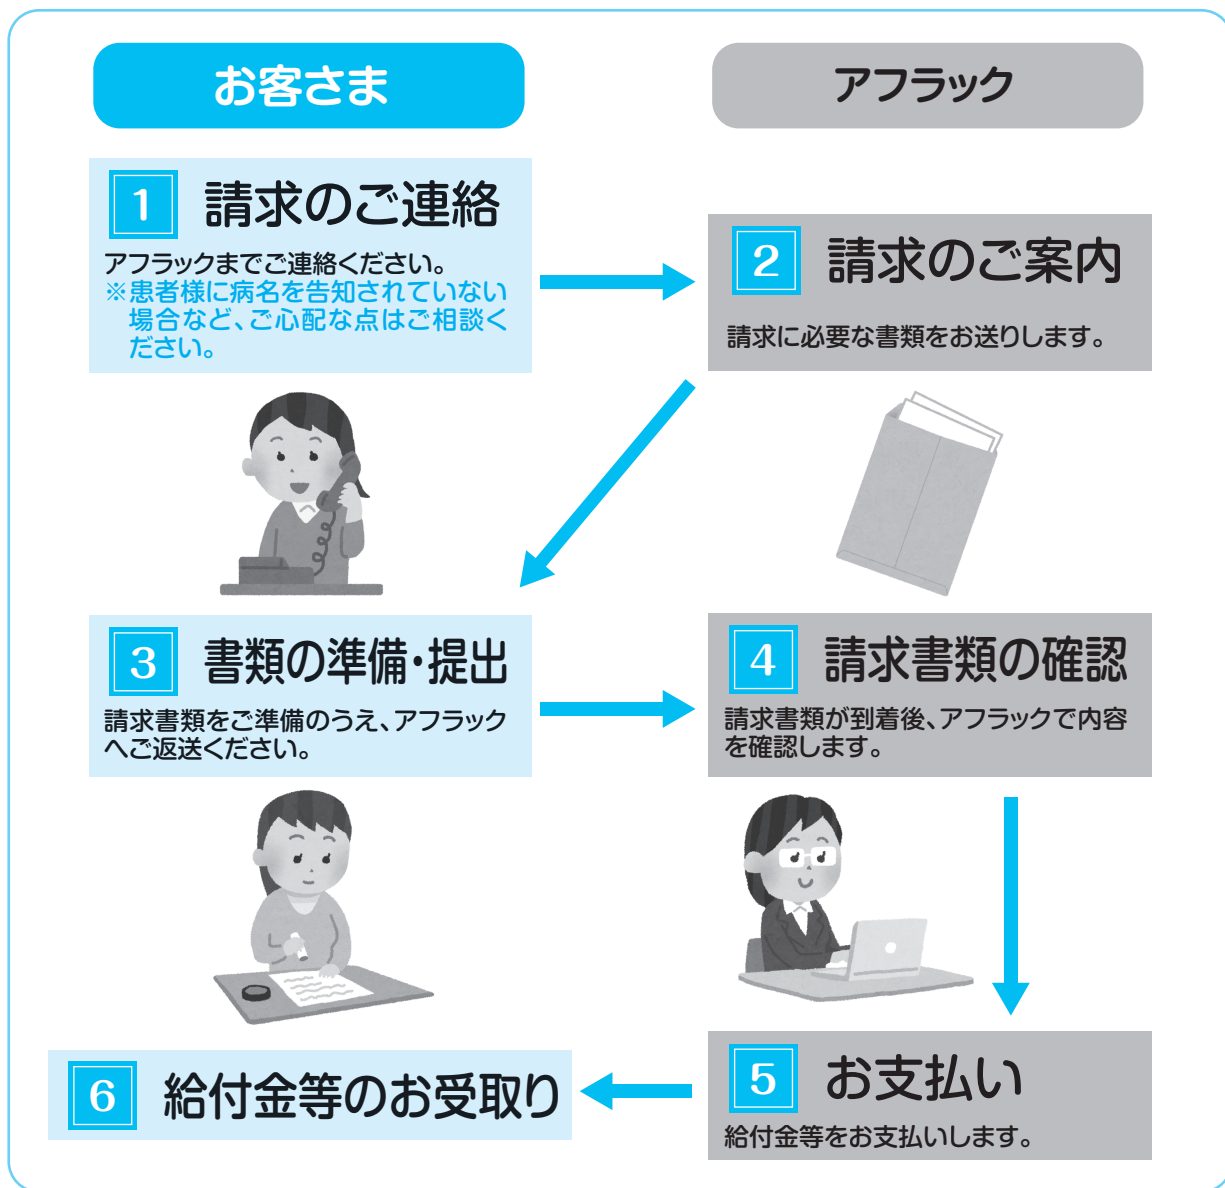 お客さま
アフラック
1 請求のご連絡
アフラックまでご連絡ください。
※患者様に病名を告知されていない
場合など、ご心配な点はご相談く
ださい。
2 請求のご案内
請求に必要な書類をお送りします。
3 書類の準備・提出
請求書類をご準備のうえ、アフラック
へご返送ください。
4 請求書類の確認
請求書類が到着後、アフラックで内容
を確認します。
5 お支払い
給付金等をお支払いします。
6 給付金等のお受取り